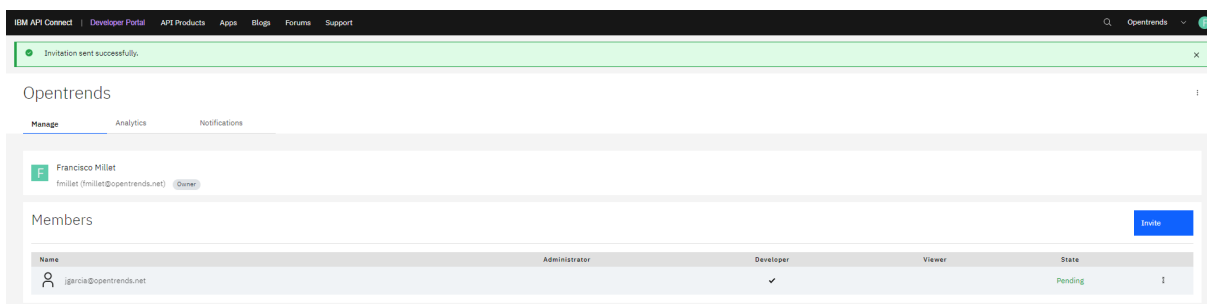 IBM API Connect | Developer Portal API Products Apps Blogs Forums Support Opentrends F
Invitation sent successfully.
Opentrends
Manage Analytics Notifications
F Francisco Millet
fmillet (fmillet@opentrends.net) Owner
Members Invite
Name Administrator Developer Viewer State
jgarcia@opentrends.net Pending